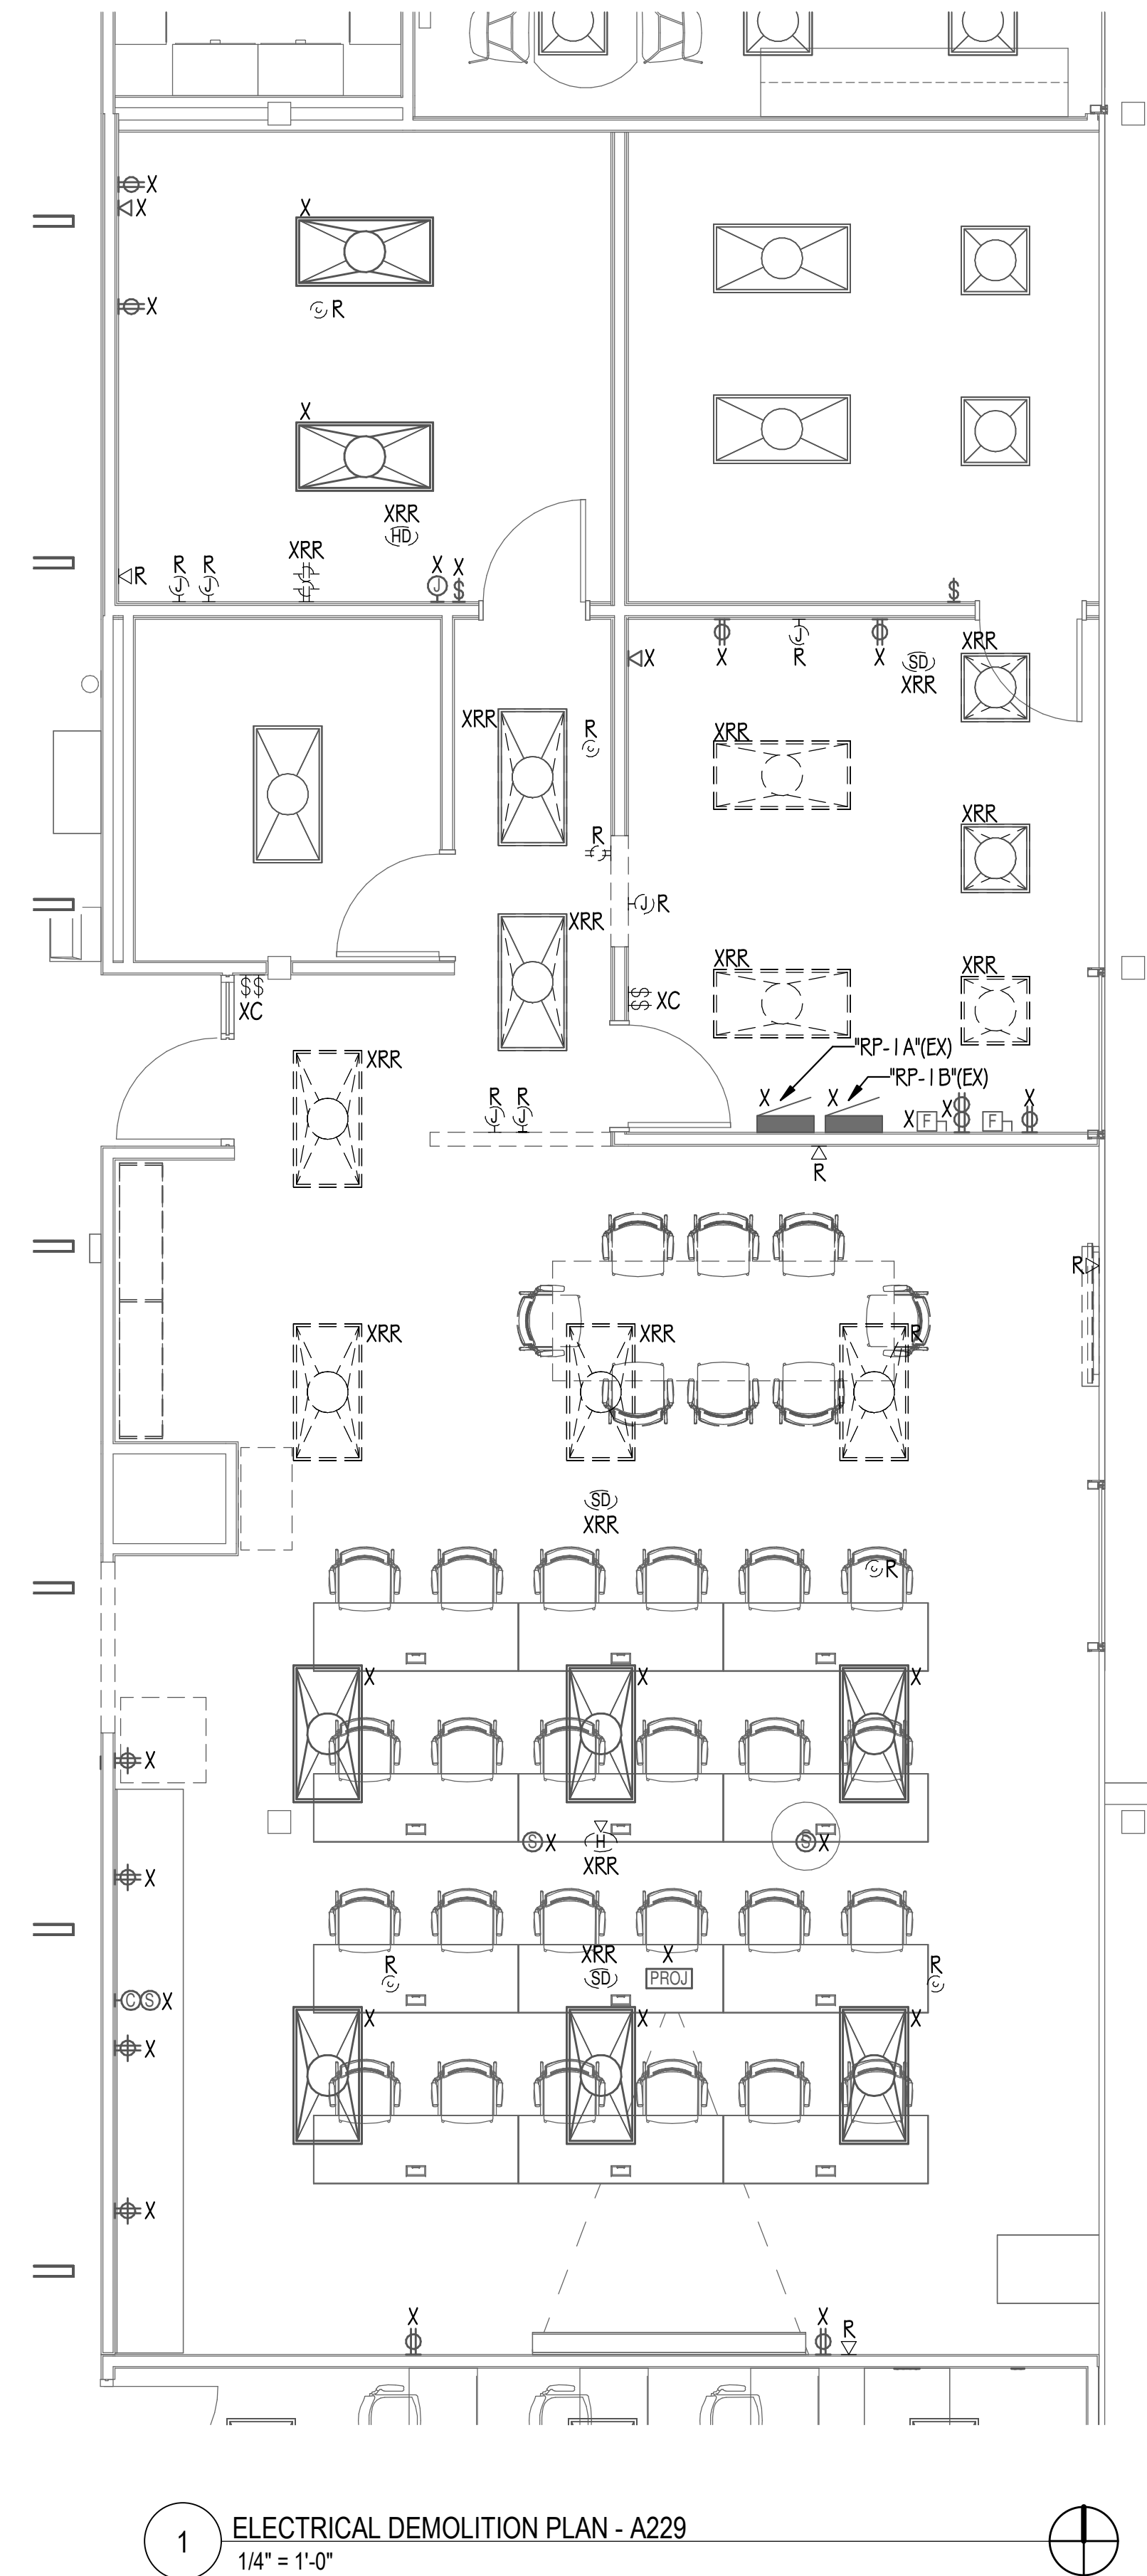 X
X
X
R
X
X
XRR
HD
R
R
XRR
X
X
R
J
J
J
$
$
X
X
R
X
J
SD
XRR
XRR
XRR
R
C
XRR
R
XRR
J
R
XRR
XRR
XRR
$$
XC
$$
XC
"RP-1A"(EX)
"RP-1B"(EX)
XRR
R
R
J
J
X
X
X
F
X
F
X
R
R
XRR
XRR
R
SD
XRR
C
R
X
X
X
X
S
X
H
S
X
XRR
X
R
XRR
X
R
C
SD
PROJ
C
CS
X
X
X
X
X
X
X
X
R
1
ELECTRICAL DEMOLITION PLAN - A229
1/4" = 1'-0"